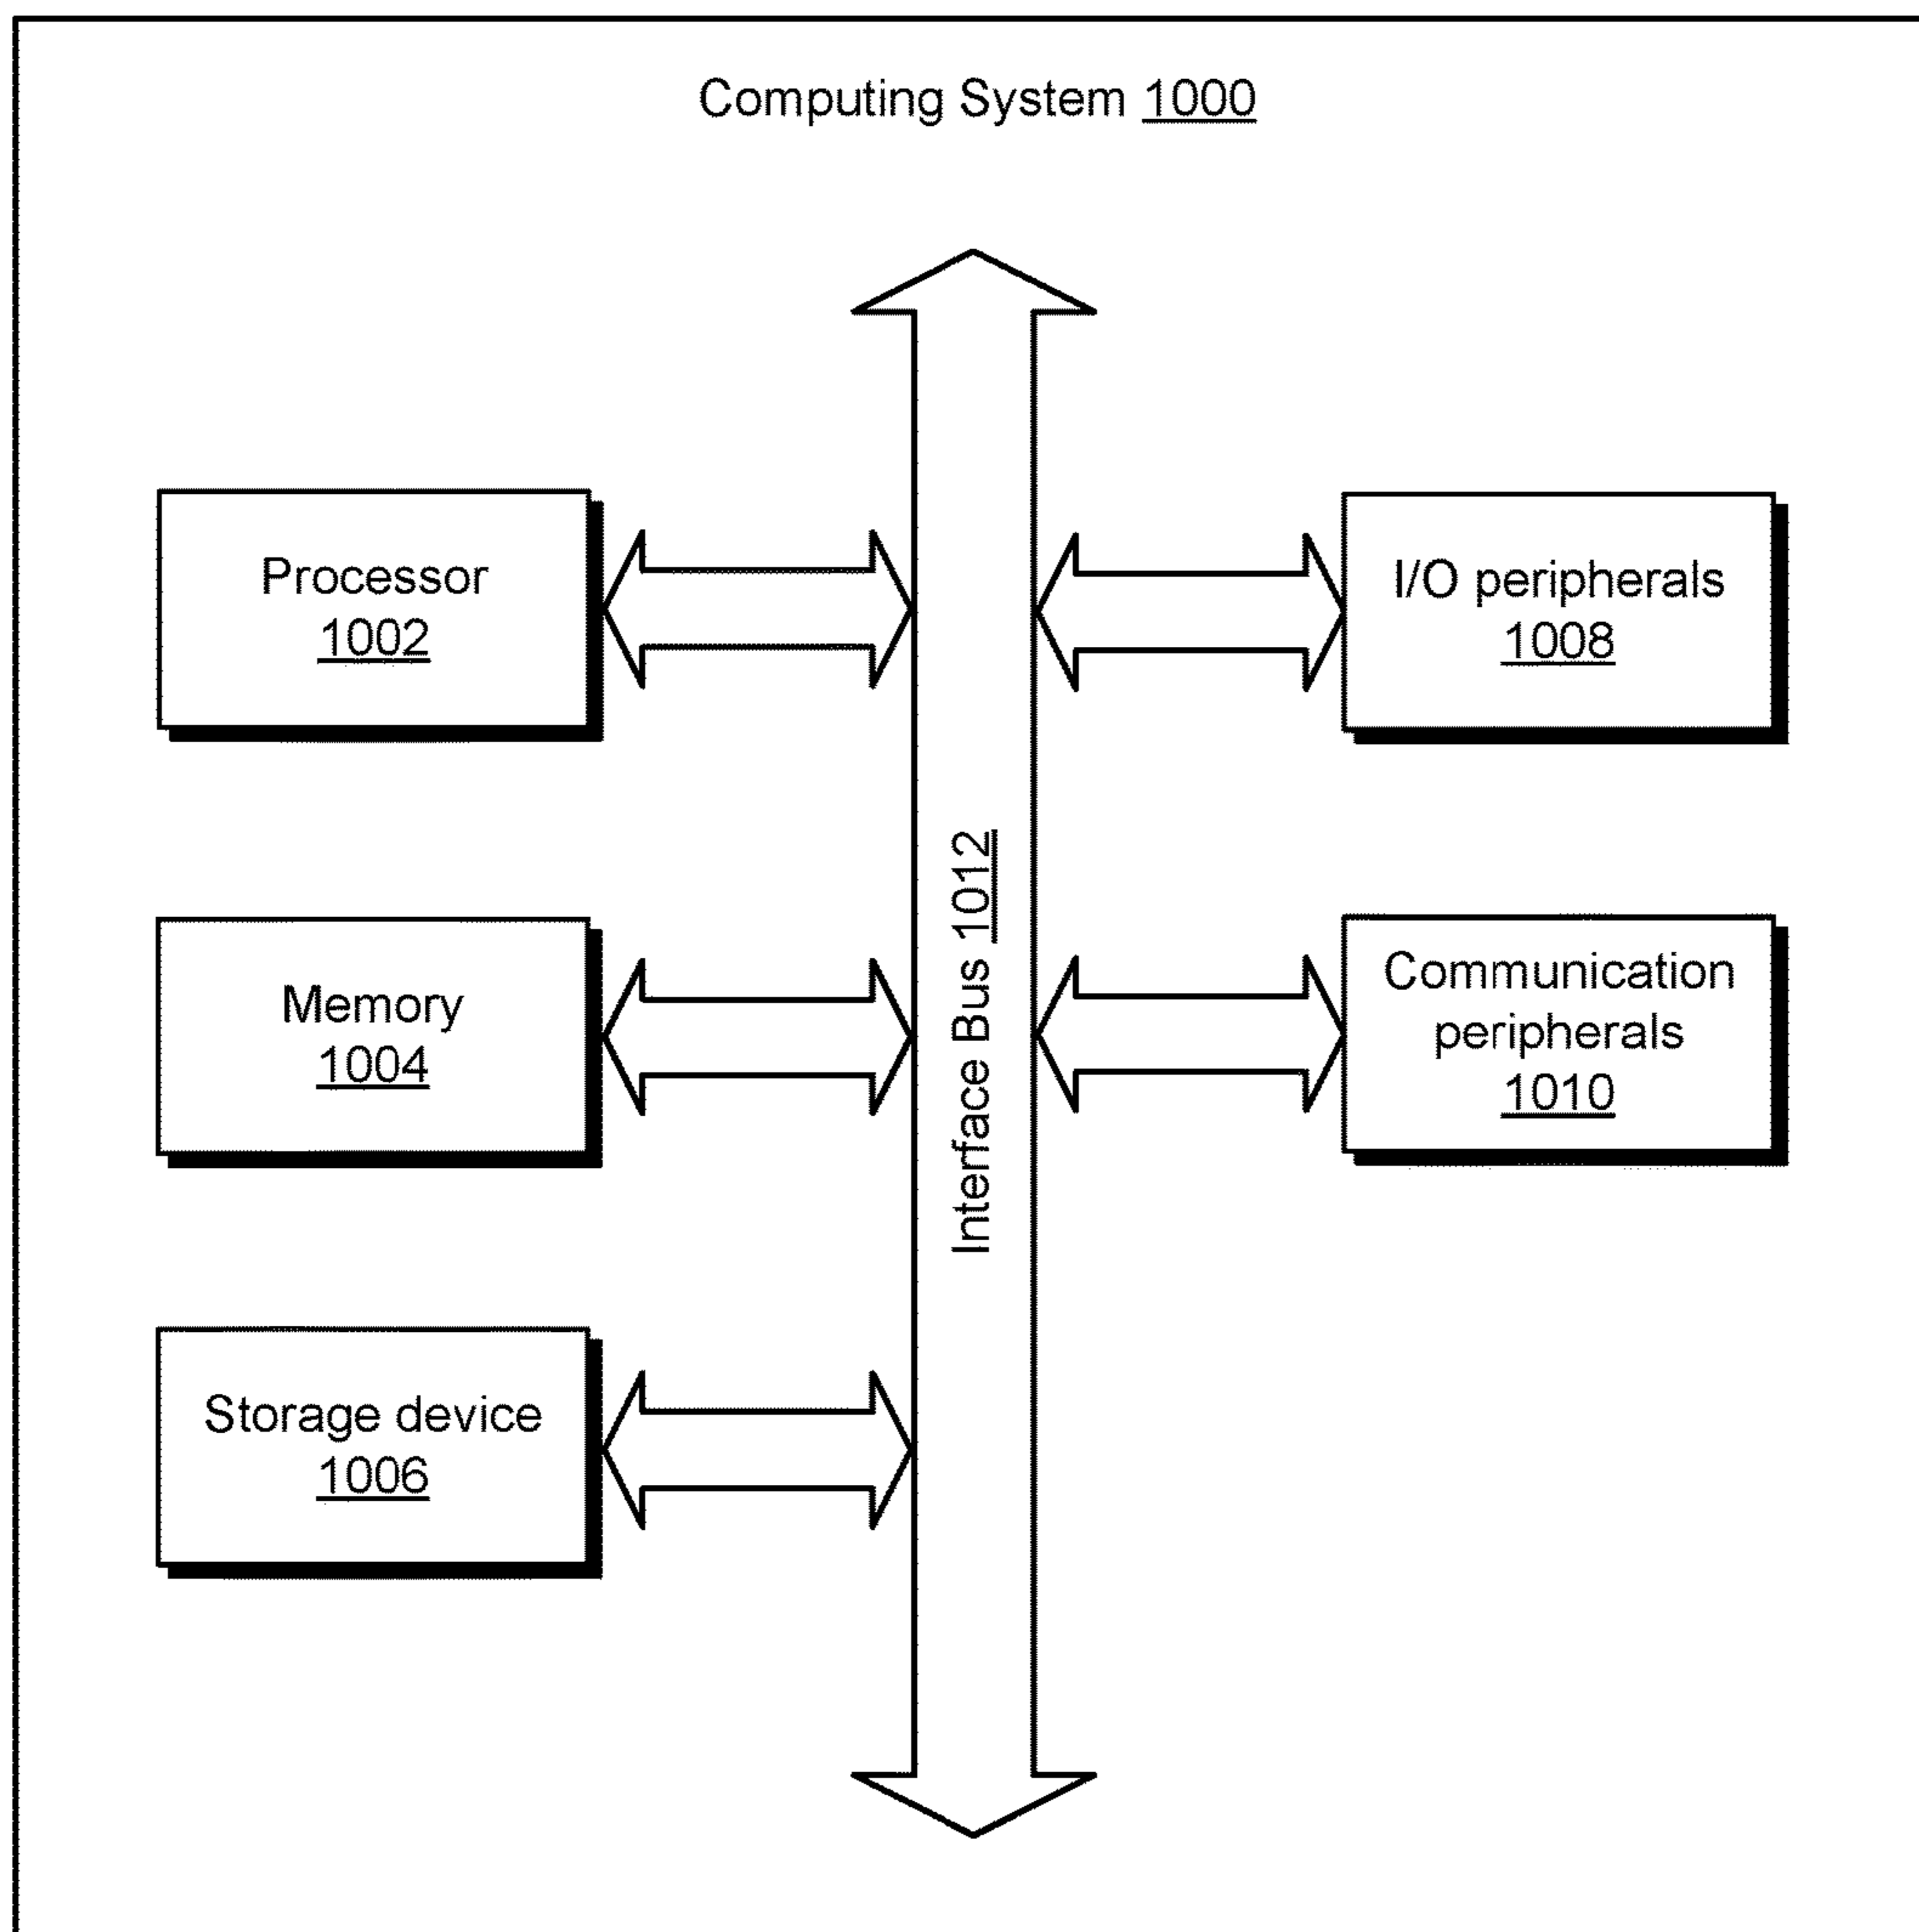 Computing System 1000
Processor
1002
I/O peripherals
1008
Interface Bus 1012
Memory
1004
Communication
peripherals
1010
Storage device
1006